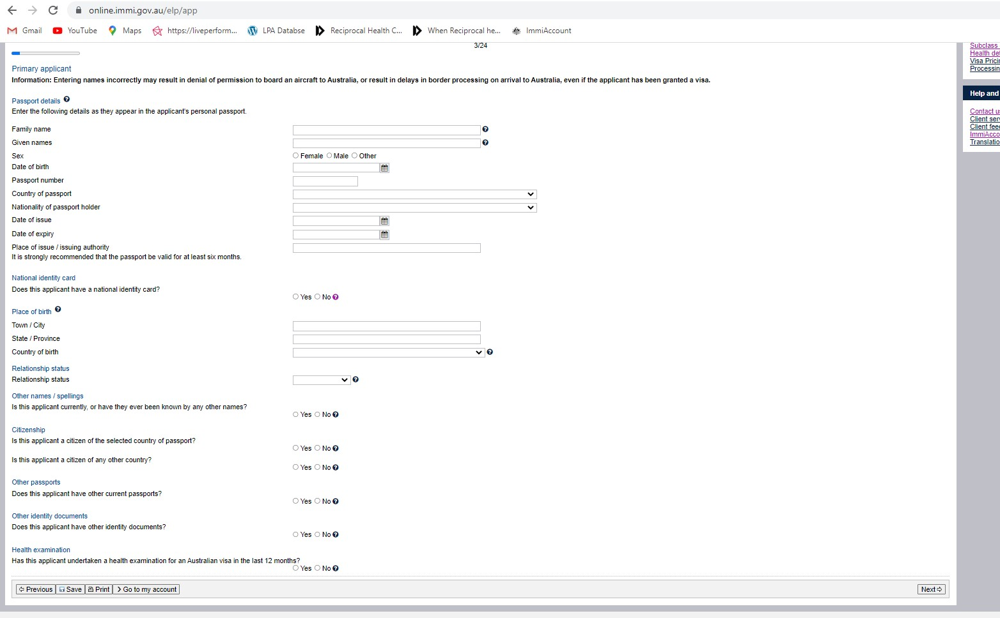 online.immi.gov.au/elp/app
Gmail YouTube Maps https://liveperform... LPA Databse Reciprocal Health C... When Reciprocal he... ImmiAccount
3/24
Primary applicant
Information: Entering names incorrectly may result in denial of permission to board an aircraft to Australia, or result in delays in border processing on arrival to Australia, even if the applicant has been granted a visa.
Passport details
Enter the following details as they appear in the applicant's personal passport.
Family name
Given names
Sex Female Male Other
Date of birth
Passport number
Country of passport
Nationality of passport holder
Date of issue
Date of expiry
Place of issue / issuing authority
It is strongly recommended that the passport be valid for at least six months.
National identity card
Does this applicant have a national identity card?
Yes No
Place of birth
Town / City
State / Province
Country of birth
Relationship status
Relationship status
Other names / spellings
Is this applicant currently, or have they ever been known by any other names?
Yes No
Citizenship
Is this applicant a citizen of the selected country of passport?
Yes No
Is this applicant a citizen of any other country?
Yes No
Other passports
Does this applicant have other current passports?
Yes No
Other identity documents
Does this applicant have other identity documents?
Yes No
Health examination
Has this applicant undertaken a health examination for an Australian visa in the last 12 months?
Yes No
Previous Save Print Go to my account Next
Subclass
Health de
Visa Prici
Processin
Help and
Contact u
Client ser
Client fee
ImmiAcco
Translatio